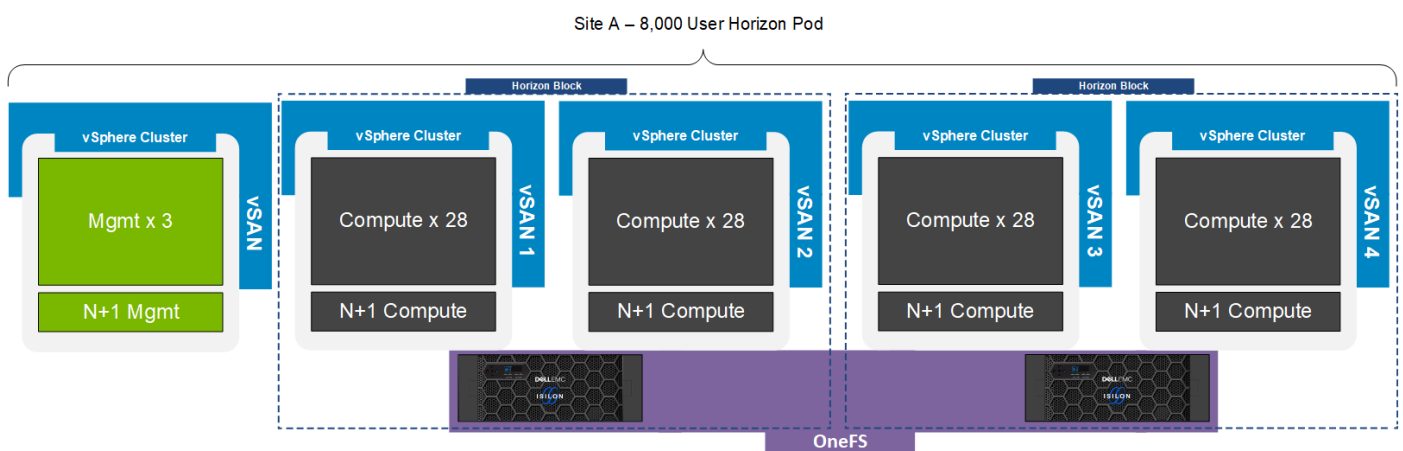 Site A – 8,000 User Horizon Pod
Horizon Block
Horizon Block
vSphere Cluster
vSphere Cluster
vSphere Cluster
vSphere Cluster
vSphere Cluster
Mgmt x 3
vSAN
Compute x 28
vSAN 1
Compute x 28
vSAN 2
Compute x 28
vSAN 3
Compute x 28
vSAN 4
N+1 Mgmt
N+1 Compute
N+1 Compute
N+1 Compute
N+1 Compute
DELLEMC
ISILON
DELLEMC
ISILON
OneFS